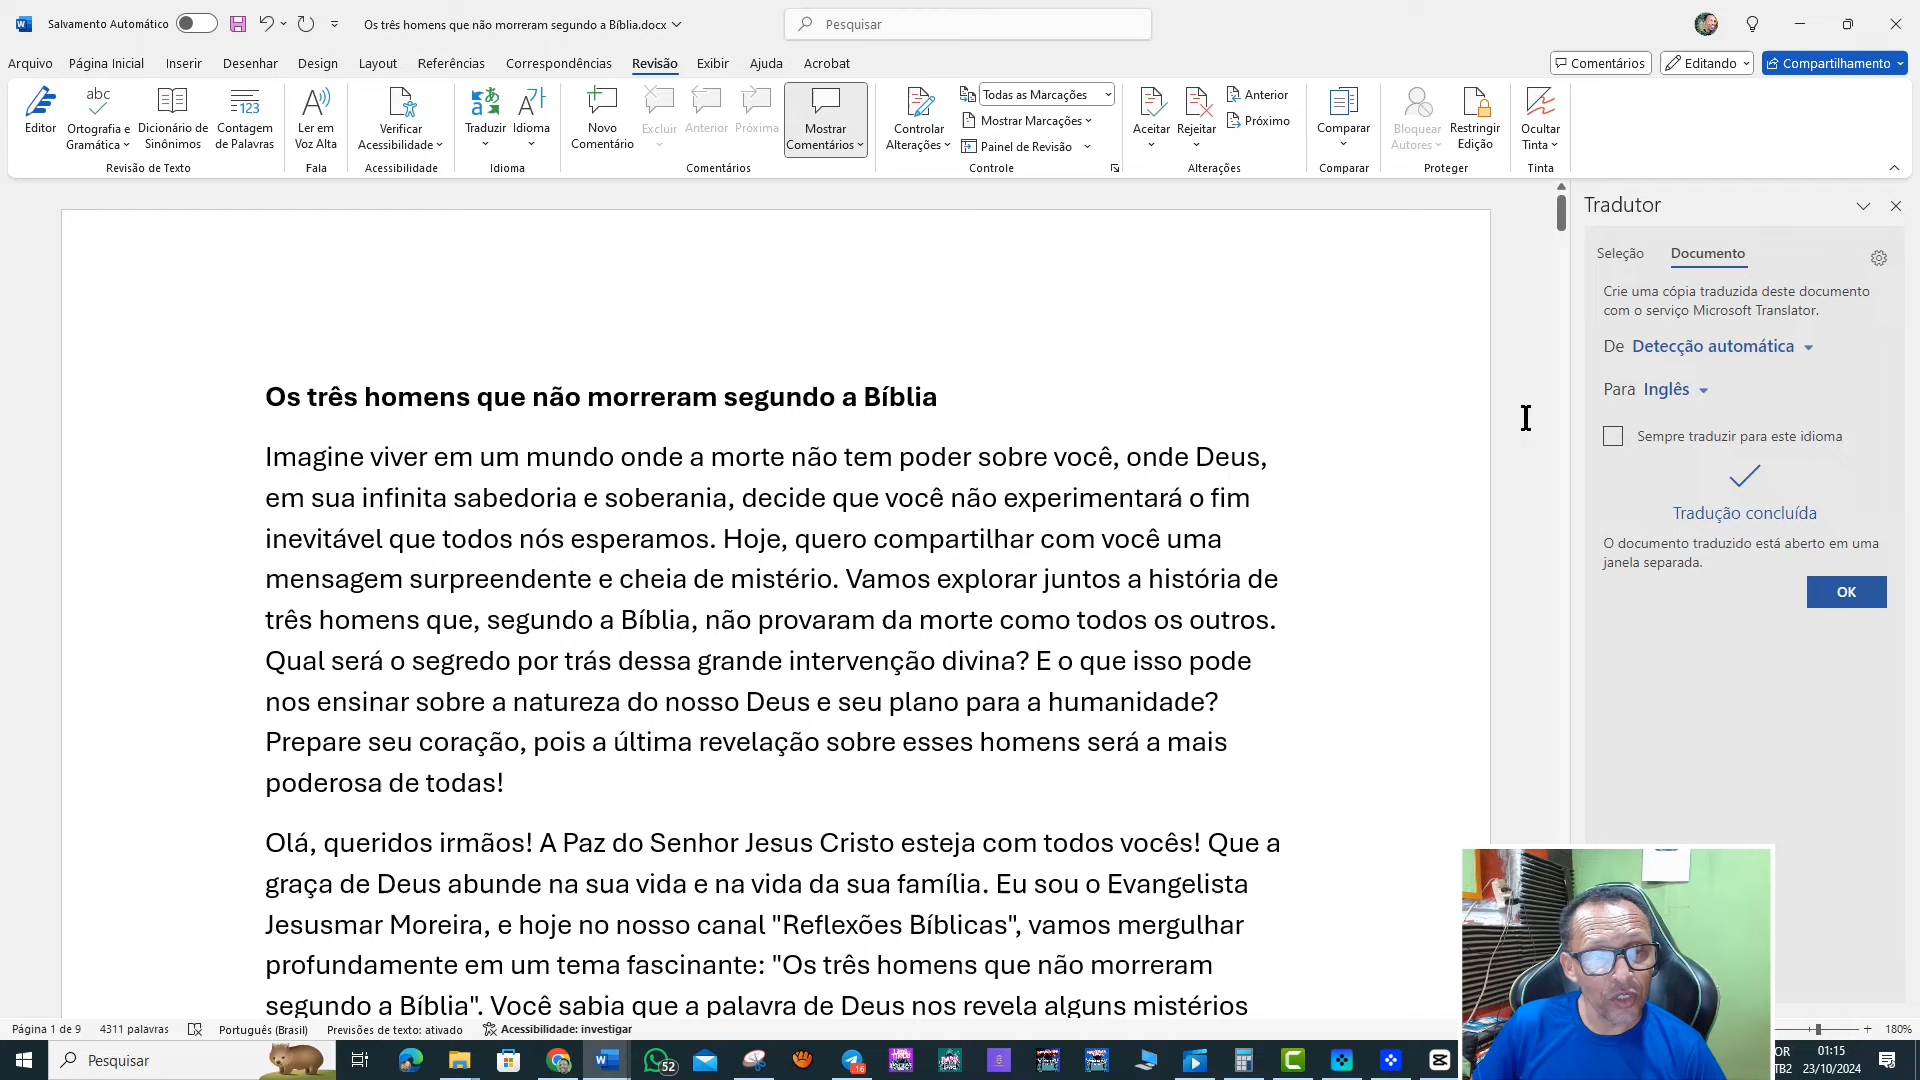 Salvamento Automático
Os três homens que não morreram segundo a Bíblia.docx
Pesquisar
Arquivo Página Inicial Inserir Desenhar Design Layout Referências Correspondências Revisão Exibir Ajuda Acrobat
Comentários Editando Compartilhamento
Editor
abc
Ortografia e Gramática
Dicionário de Sinônimos
123
Contagem de Palavras
Revisão de Texto
Ler em Voz Alta
Fala
Verificar Acessibilidade
Acessibilidade
Traduzir
Idioma
Idioma
Novo Comentário
Excluir
Anterior
Próxima
Mostrar Comentários
Comentários
Controlar Alterações
Todas as Marcações
Mostrar Marcações
Painel de Revisão
Controle
Aceitar
Rejeitar
Anterior
Próximo
Alterações
Comparar
Comparar
Bloquear Autores
Restringir Edição
Proteger
Ocultar Tinta
Tinta
Os três homens que não morreram segundo a Bíblia
Imagine viver em um mundo onde a morte não tem poder sobre você, onde Deus,
em sua infinita sabedoria e soberania, decide que você não experimentará o fim
inevitável que todos nós esperamos. Hoje, quero compartilhar com você uma
mensagem surpreendente e cheia de mistério. Vamos explorar juntos a história de
três homens que, segundo a Bíblia, não provaram da morte como todos os outros.
Qual será o segredo por trás dessa grande intervenção divina? E o que isso pode
nos ensinar sobre a natureza do nosso Deus e seu plano para a humanidade?
Prepare seu coração, pois a última revelação sobre esses homens será a mais
poderosa de todas!
Olá, queridos irmãos! A Paz do Senhor Jesus Cristo esteja com todos vocês! Que a
graça de Deus abunde na sua vida e na vida da sua família. Eu sou o Evangelista
Jesusmar Moreira, e hoje no nosso canal "Reflexões Bíblicas", vamos mergulhar
profundamente em um tema fascinante: "Os três homens que não morreram
segundo a Bíblia". Você sabia que a palavra de Deus nos revela alguns mistérios
Tradutor
Seleção Documento
Crie uma cópia traduzida deste documento
com o serviço Microsoft Translator.
De Detecção automática
Para Inglês
Sempre traduzir para este idioma
Tradução concluída
O documento traduzido está aberto em uma
janela separada.
OK
Página 1 de 9 4311 palavras Português (Brasil) Previsões de texto: ativado Acessibilidade: investigar
180%
Pesquisar
52
16
OR 01:15
TB2 23/10/2024